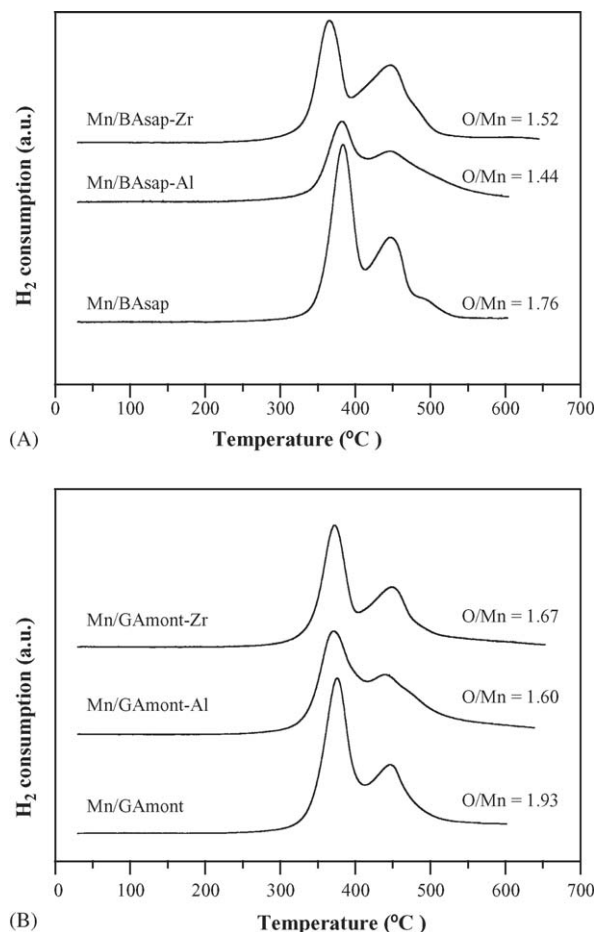 H₂ consumption (a.u.)
Mn/BAsap-Zr
O/Mn = 1.52
Mn/BAsap-Al
O/Mn = 1.44
Mn/BAsap
O/Mn = 1.76
0 100 200 300 400 500 600 700
(A)
Temperature (°C )
H₂ consumption (a.u.)
Mn/GAmont-Zr
O/Mn = 1.67
Mn/GAmont-Al
O/Mn = 1.60
Mn/GAmont
O/Mn = 1.93
0 100 200 300 400 500 600 700
(B)
Temperature (°C )